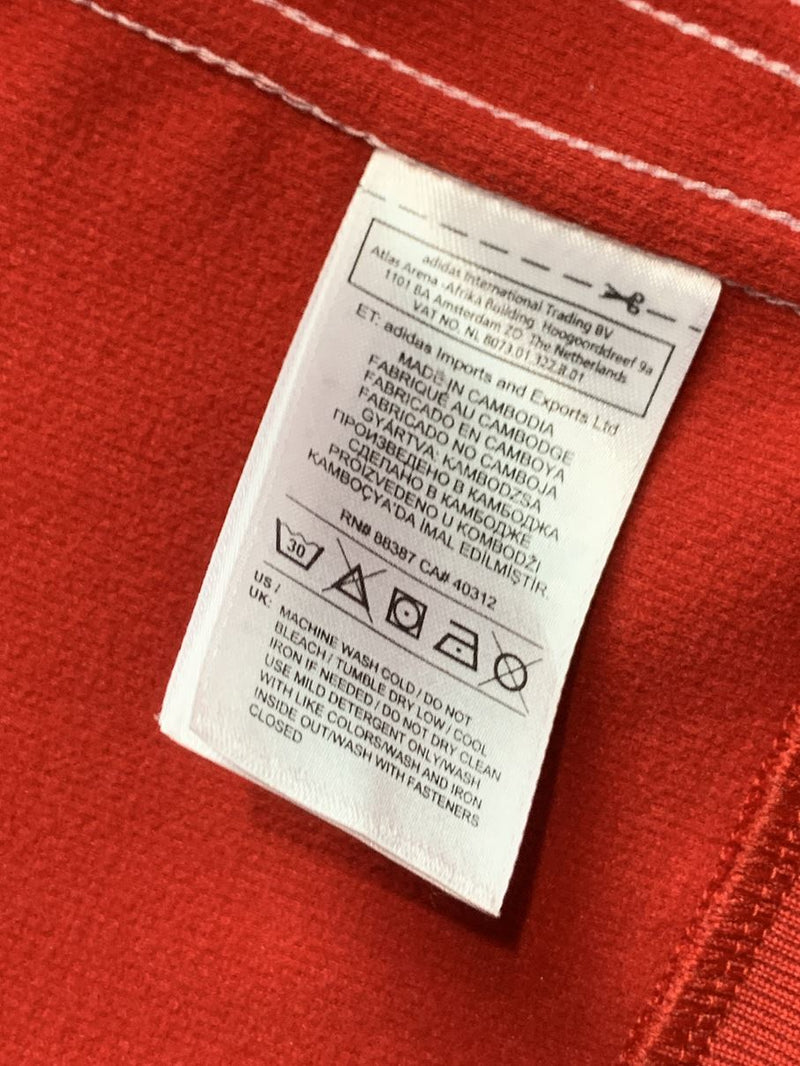 adidas International Trading BV
Atlas Arena -Afrika Building, Hoogoorddreef 9a
1101 BA Amsterdam ZO The Netherlands
VAT NO. NL 8073.01.322.B.01
ET: adidas Imports and Exports Ltd
MADE IN CAMBODIA
FABRIQUÉ AU CAMBODGE
FABRICADO EN CAMBOYA
FABRICADO NO CAMBOJA
GYÁRTVA: KAMBODZSA
ПРОИЗВЕДЕНО В КАМБОДЖА
СДЕЛАНО В КАМБОДЖЕ
PROIZVEDENO U KOMBODŽI
KAMBOÇYA'DA İMAL EDİLMİŞTİR.
RN# 88387 CA# 40312
30
US /
UK: MACHINE WASH COLD / DO NOT
BLEACH / TUMBLE DRY LOW / COOL
IRON IF NEEDED / DO NOT DRY CLEAN
USE MILD DETERGENT ONLY/WASH
WITH LIKE COLORS/WASH AND IRON
INSIDE OUT/WASH WITH FASTENERS
CLOSED